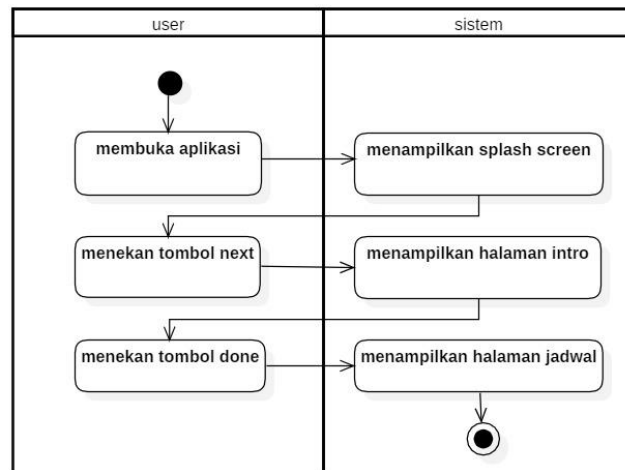 user
sistem
membuka aplikasi
menampilkan splash screen
menekan tombol next
menampilkan halaman intro
menekan tombol done
menampilkan halaman jadwal